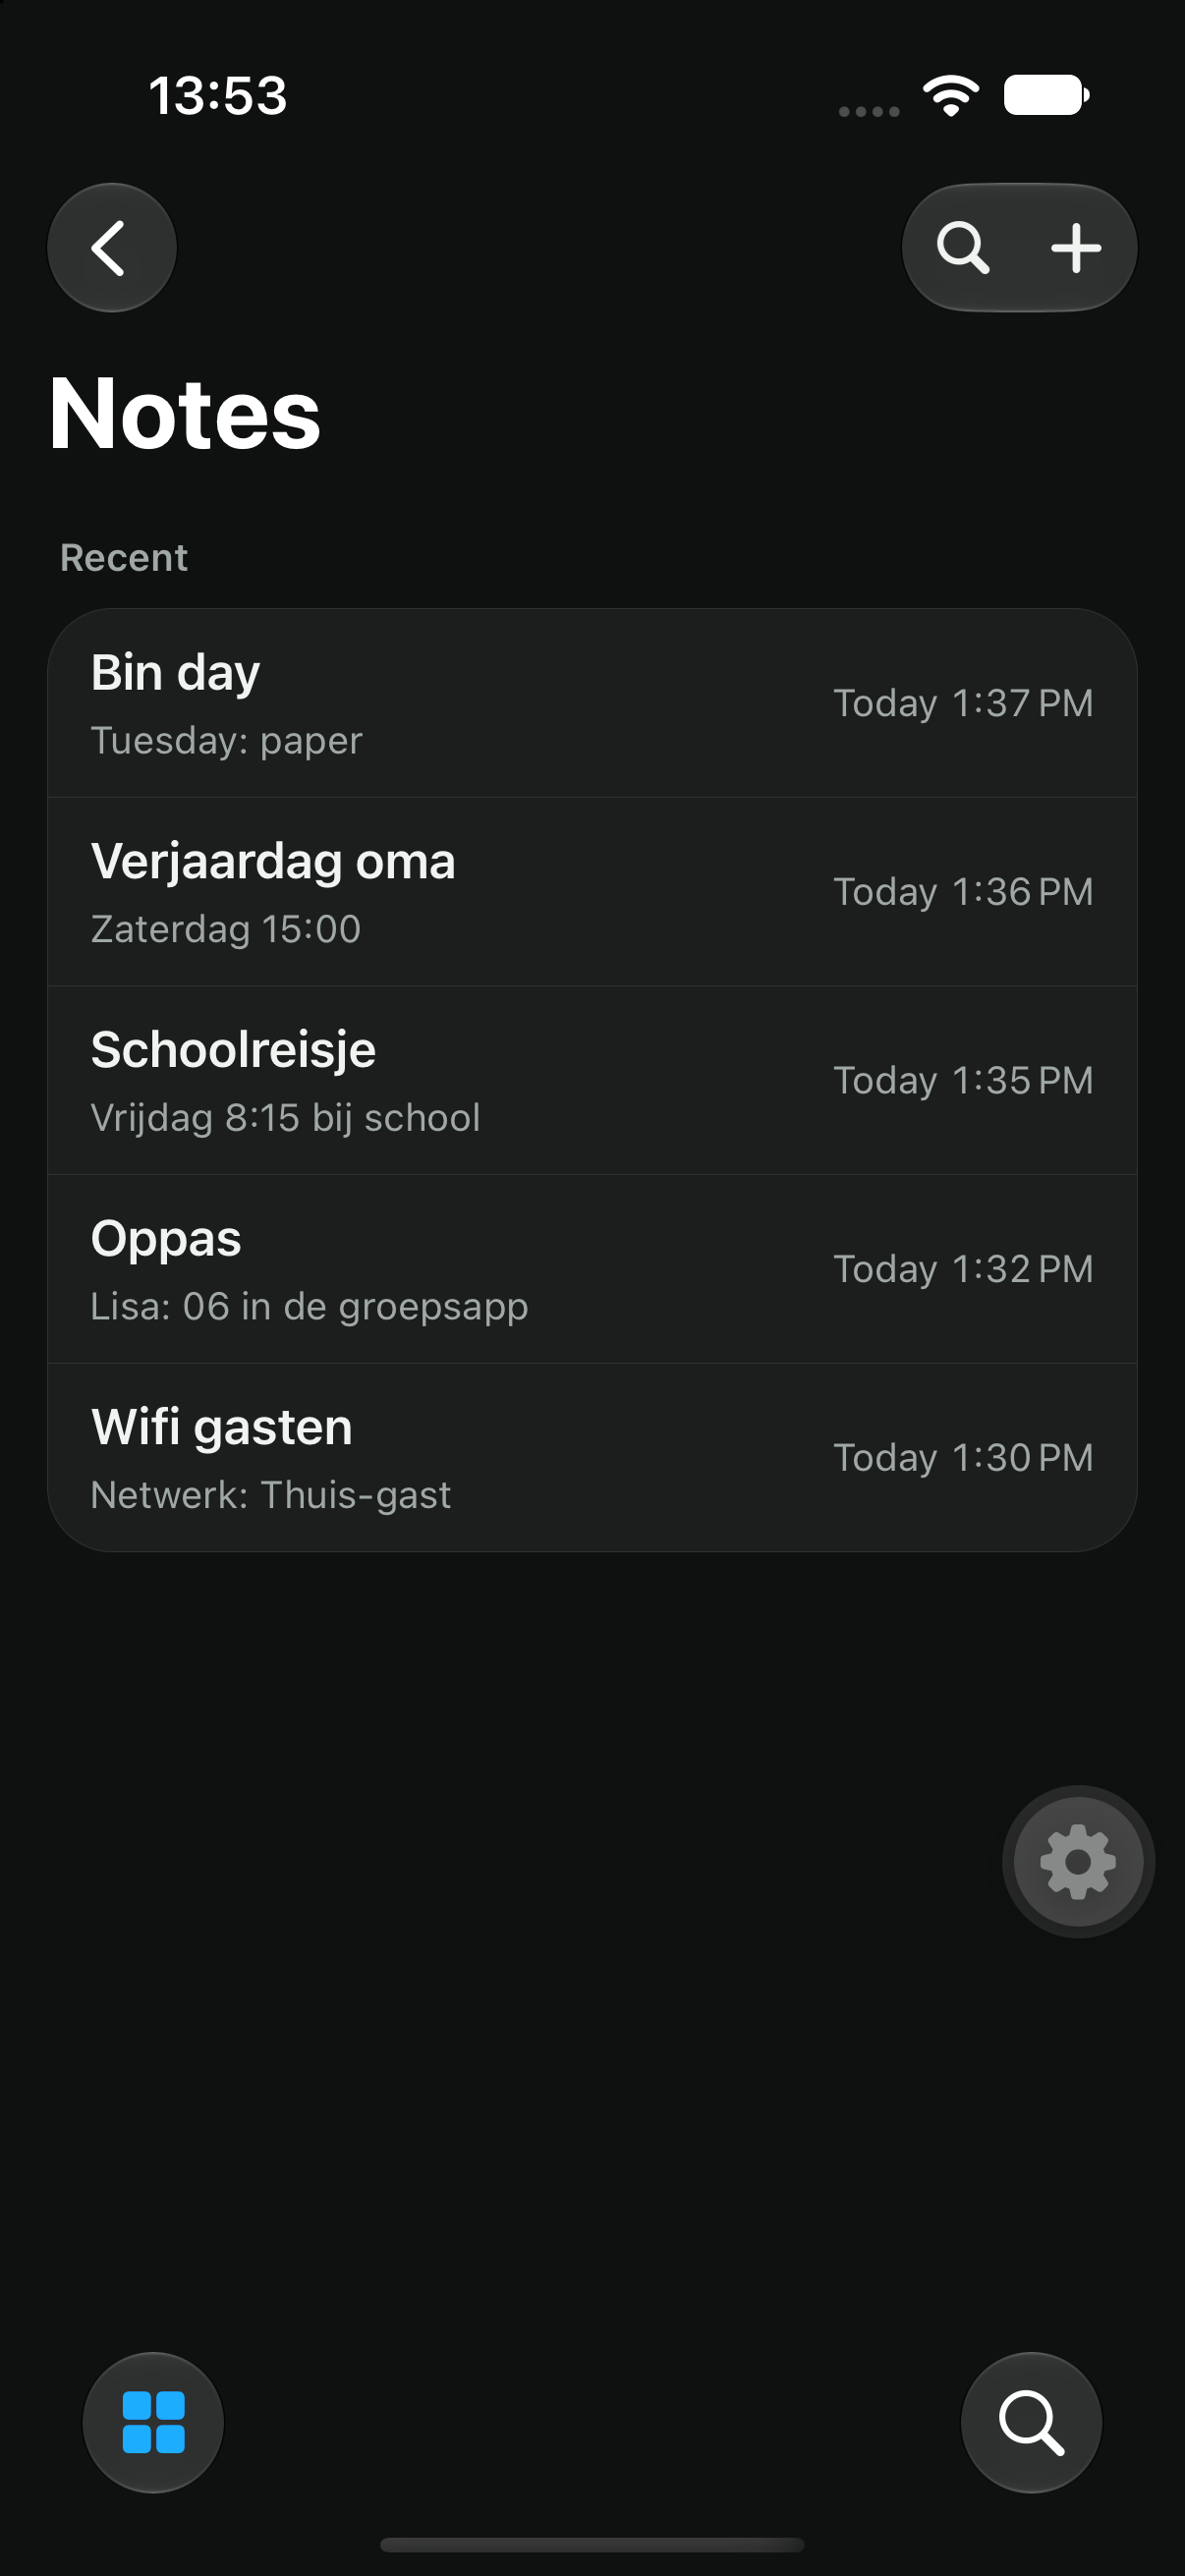 13:53
Notes
Recent
Bin day
Tuesday: paper
Today 1:37 PM
Verjaardag oma
Zaterdag 15:00
Today 1:36 PM
Schoolreisje
Vrijdag 8:15 bij school
Today 1:35 PM
Oppas
Lisa: 06 in de groepsapp
Today 1:32 PM
Wifi gasten
Netwerk: Thuis-gast
Today 1:30 PM